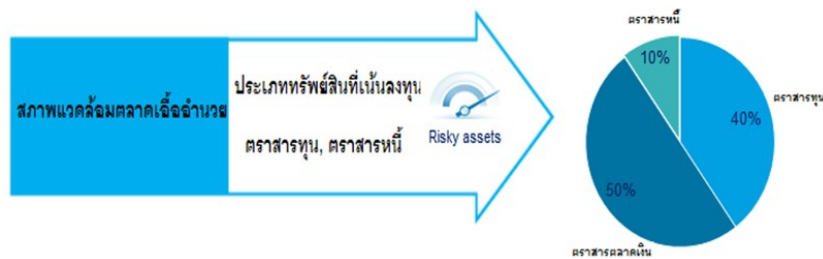 สภาพแวดล้อมตลาดเอื้ออำนวย
ประเภททรัพย์สินที่เน้นลงทุน
ตราสารทุน, ตราสารหนี้
Risky assets
ตราสารหนี้
10%
ตราสารทุน
40%
50%
ตราสารตลาดเงิน